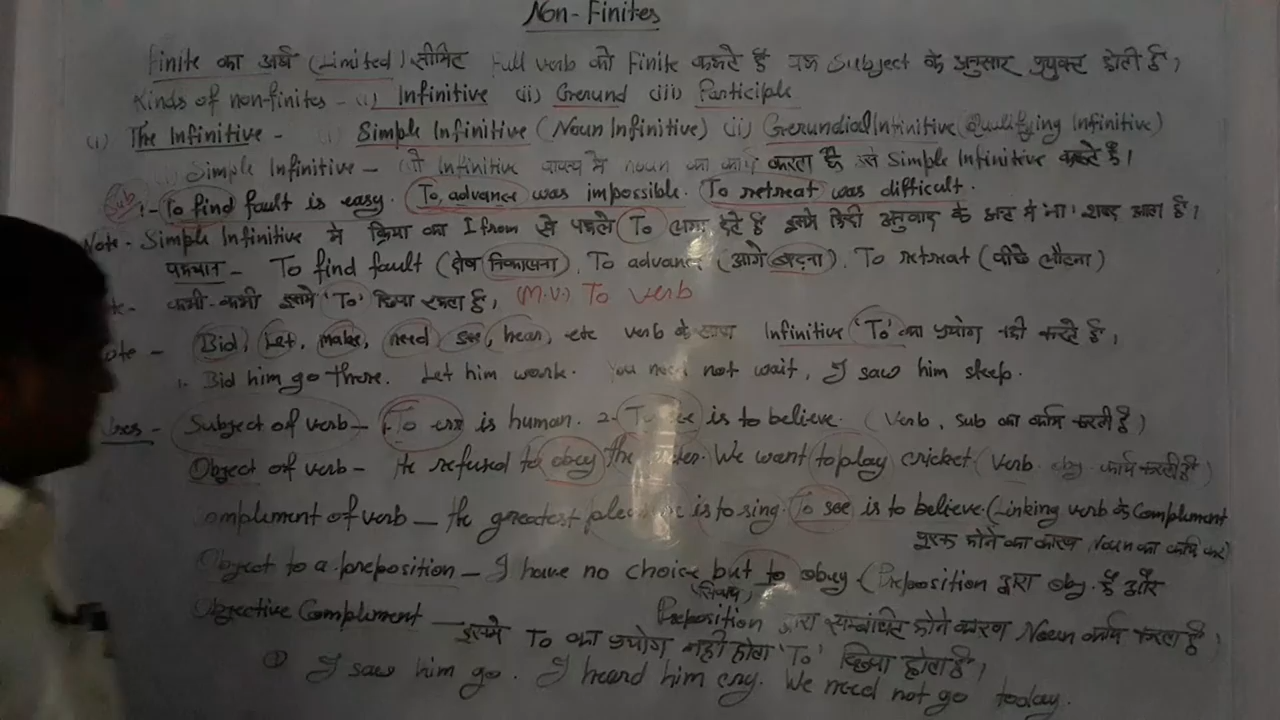 Non-Finites
Finite का अर्थ (Limited) सीमित Full verb को Finite कहते हैं यह Subject के अनुसार प्रयुक्त होती है।
Kinds of non-finites - (i) Infinitive (ii) Gerund (iii) Participle
(i) The Infinitive - (i) Simple Infinitive (Noun Infinitive) (ii) Gerundial Infinitive (Qualifying Infinitive)
Simple Infinitive - जो Infinitive वाक्य में noun का कार्य करता है उसे Simple Infinitive कहते हैं।
Sub :- To find fault is easy. To advance was impossible. To retreat was difficult.
Note - Simple Infinitive में क्रिया का I from से पहले To लगा देते हैं इसमें हिन्दी अनुवाद के अन्त में ना शब्द आता है।
पहचान - To find fault (दोष निकालना). To advance (आगे बढ़ना). To retreat (पीछे लौटना)
कभी-कभी इसमें 'To' छिपा रहता है, (M.V.) To verb
ote - Bid, Let, make, need see, hear, etc verb के साथ Infinitive 'To' का प्रयोग नहीं करते हैं,
1. Bid him go there. Let him work. You need not wait, I saw him sleep.
Uses - Subject of verb - 1. To err is human. 2- To see is to believe. (Verb, Sub का कार्य करती है)
Object of verb - He refused to obey the order. We want to play cricket (Verb obj कार्य करती है)
ompliment of verb - the greatest pleasure is to sing. To see is to believe. (Linking verb के Compliment
पूरक होने का कारण Noun का कार्य करे)
Object to a preposition - I have no choice but to obey (Preposition द्वारा obj. है और
(सिवाय)
Objective Compliment - Preposition द्वारा सम्बंधित होने कारण Noun कार्य करता है।
इसमें To का प्रयोग नहीं होता 'To' छिपा होता है।
① I saw him go. I heard him cry. We need not go today.